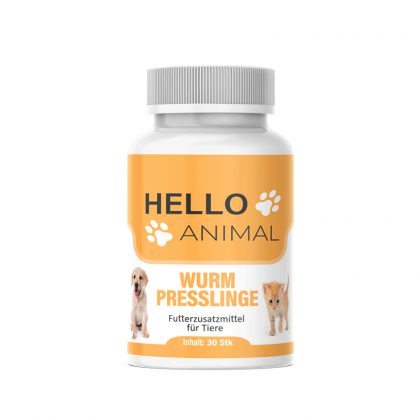 HELLO
ANIMAL
WURM
PRESSLINGE
Futterzusatzmittel
für Tiere
Inhalt: 30 Stk